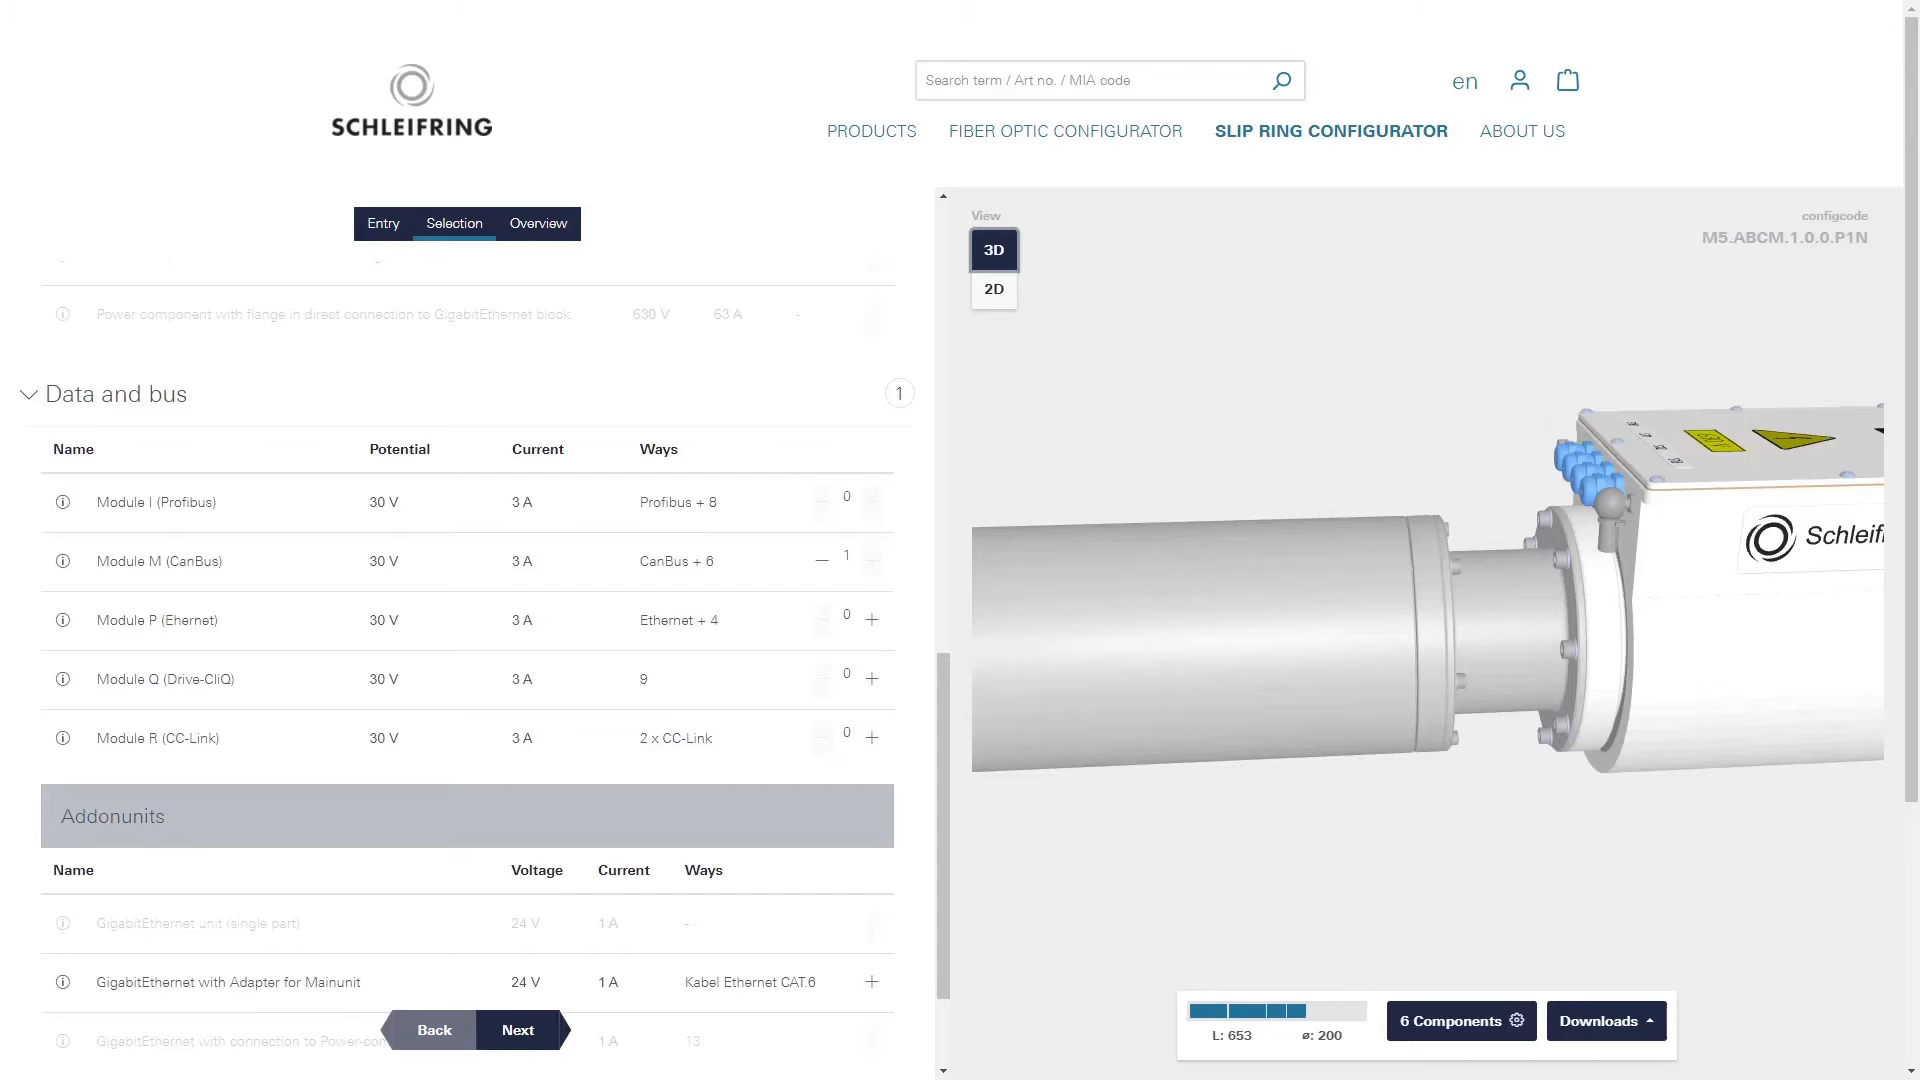 SCHLEIFRING
Search term / Art no. / MIA code
en
PRODUCTS
FIBER OPTIC CONFIGURATOR
SLIP RING CONFIGURATOR
ABOUT US
Entry
Selection
Overview
Power component with flange in direct connection to GigabitEthernet block. 630 V 63 A -
Data and bus 1
Name Potential Current Ways
Module I (Profibus) 30 V 3 A Profibus + 8 0
Module M (CanBus) 30 V 3 A CanBus + 6 1
Module P (Ehernet) 30 V 3 A Ethernet + 4 0
Module Q (Drive-CliQ) 30 V 3 A 9 0
Module R (CC-Link) 30 V 3 A 2 x CC-Link 0
Addonunits
Name Voltage Current Ways
GigabitEthernet unit (single part) 24 V 1 A -
GigabitEthernet with Adapter for Mainunit 24 V 1 A Kabel Ethernet CAT.6
GigabitEthernet with connection to Power-con 1 A 13
Back
Next
View
3D
2D
configcode
M5.ABCM.1.0.0.P1N
Schleif
L: 653
ø: 200
6 Components
Downloads